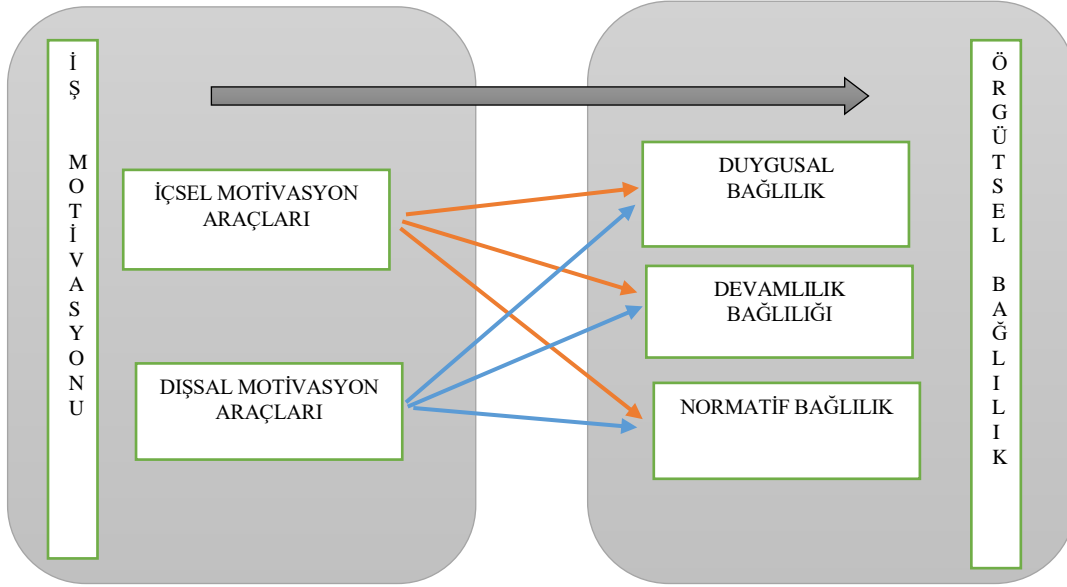 İŞ MOTİVASYONU
İÇSEL MOTİVASYON
ARAÇLARI
DIŞSAL MOTİVASYON
ARAÇLARI
DUYGUSAL
BAĞLILIK
DEVAMLILIK
BAĞLILIĞI
NORMATİF BAĞLILIK
ÖRGÜTSEL BAĞLILIK